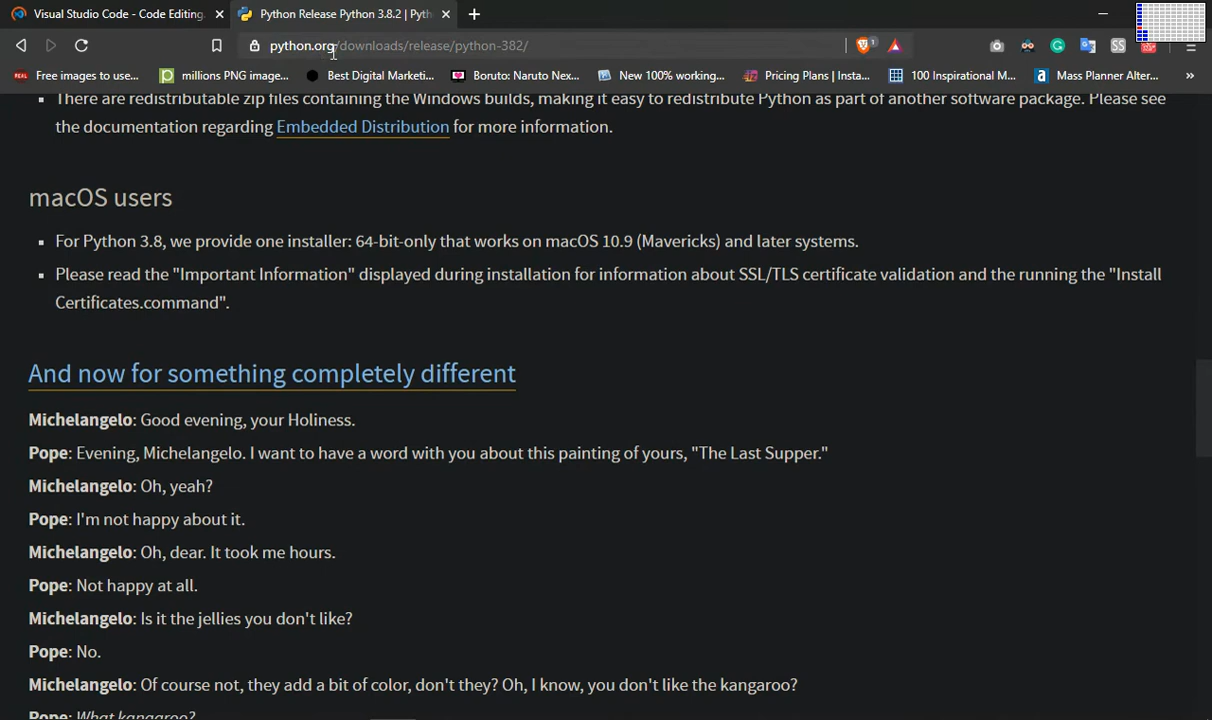 Visual Studio Code - Code Editing.
Python Release Python 3.8.2 | Pyth
python.org/downloads/release/python-382/
1
SS
REAL Free images to use...
millions PNG image...
Best Digital Marketi...
Boruto: Naruto Nex...
New 100% working...
Pricing Plans | Insta...
100 Inspirational M...
a Mass Planner Alter...
»
There are redistributable zip files containing the Windows builds, making it easy to redistribute Python as part of another software package. Please see
the documentation regarding Embedded Distribution for more information.
macOS users
For Python 3.8, we provide one installer: 64-bit-only that works on macOS 10.9 (Mavericks) and later systems.
Please read the "Important Information" displayed during installation for information about SSL/TLS certificate validation and the running the "Install
Certificates.command".
And now for something completely different
Michelangelo: Good evening, your Holiness.
Pope: Evening, Michelangelo. I want to have a word with you about this painting of yours, "The Last Supper."
Michelangelo: Oh, yeah?
Pope: I'm not happy about it.
Michelangelo: Oh, dear. It took me hours.
Pope: Not happy at all.
Michelangelo: Is it the jellies you don't like?
Pope: No.
Michelangelo: Of course not, they add a bit of color, don't they? Oh, I know, you don't like the kangaroo?
Pope: What kangaroo?